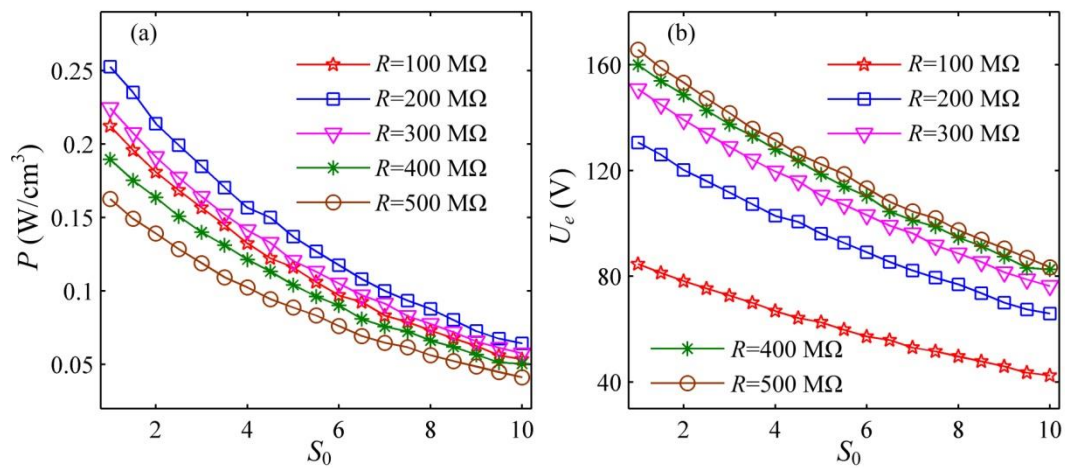 (a)
R=100 MΩ
R=200 MΩ
R=300 MΩ
R=400 MΩ
R=500 MΩ
P (W/cm³)
0.25
0.2
0.15
0.1
0.05
2 4 6 8 10
S₀
(b)
R=100 MΩ
R=200 MΩ
R=300 MΩ
R=400 MΩ
R=500 MΩ
Uₑ (V)
160
120
80
40
2 4 6 8 10
S₀